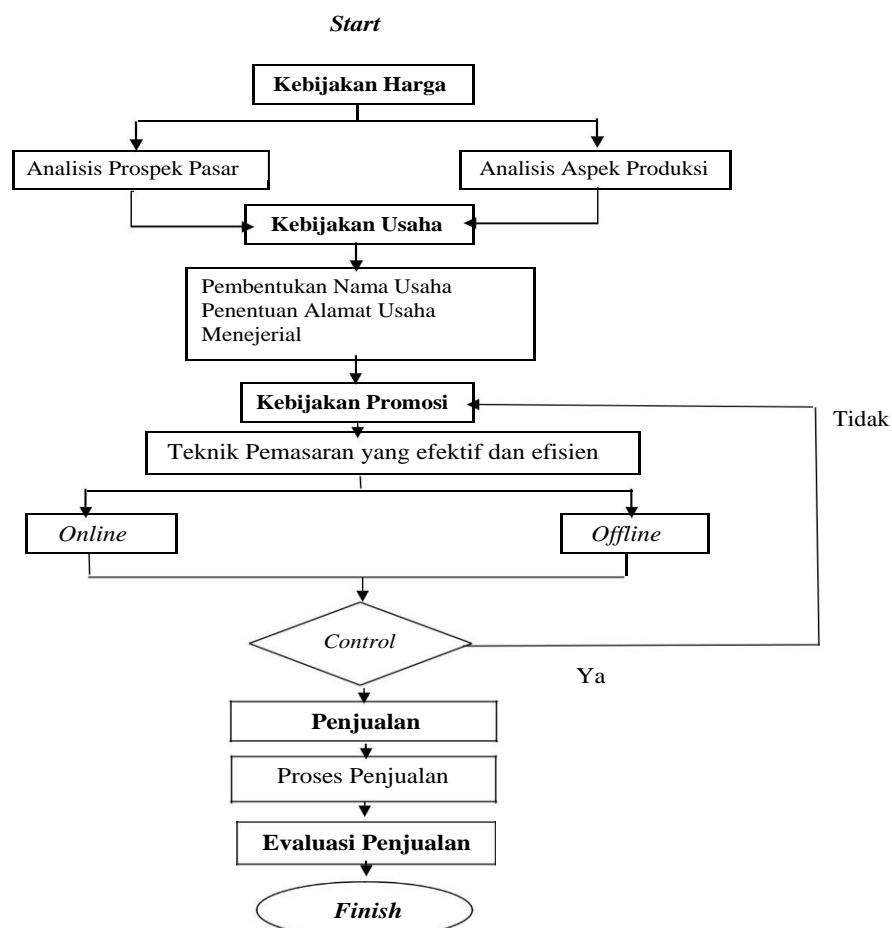 Start
Kebijakan Harga
Analisis Prospek Pasar
Analisis Aspek Produksi
Kebijakan Usaha
Pembentukan Nama Usaha
Penentuan Alamat Usaha
Menejerial
Kebijakan Promosi
Tidak
Teknik Pemasaran yang efektif dan efisien
Online
Offline
Control
Ya
Penjualan
Proses Penjualan
Evaluasi Penjualan
Finish